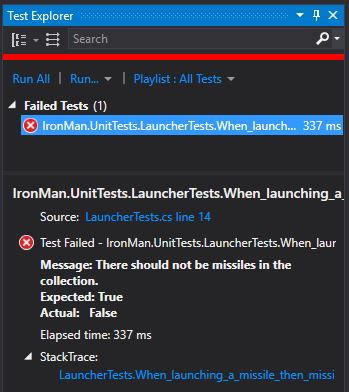 Test Explorer
Search
Run All | Run... | Playlist : All Tests
Failed Tests (1)
IronMan.UnitTests.LauncherTests.When_launch... 337 ms
IronMan.UnitTests.LauncherTests.When_launching_a_
Source: LauncherTests.cs line 14
Test Failed - IronMan.UnitTests.LauncherTests.When_laur
Message: There should not be missiles in the
collection.
Expected: True
Actual: False
Elapsed time: 337 ms
StackTrace:
LauncherTests.When_launching_a_missile_then_missi